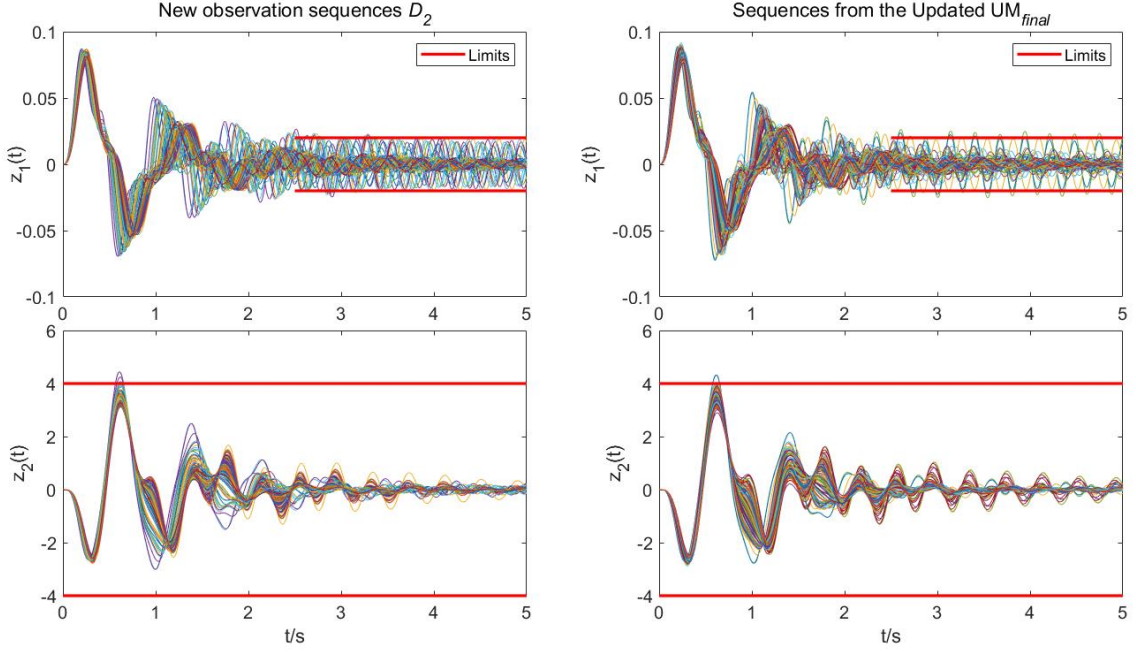 New observation sequences D2
Sequences from the Updated UMfinal
0.1
0.05
0
-0.05
-0.1
z1(t)
Limits
0 1 2 3 4 5
0.1
0.05
0
-0.05
-0.1
z1(t)
Limits
0 1 2 3 4 5
6
4
2
0
-2
-4
z2(t)
0 1 2 3 4 5
t/s
6
4
2
0
-2
-4
z2(t)
0 1 2 3 4 5
t/s